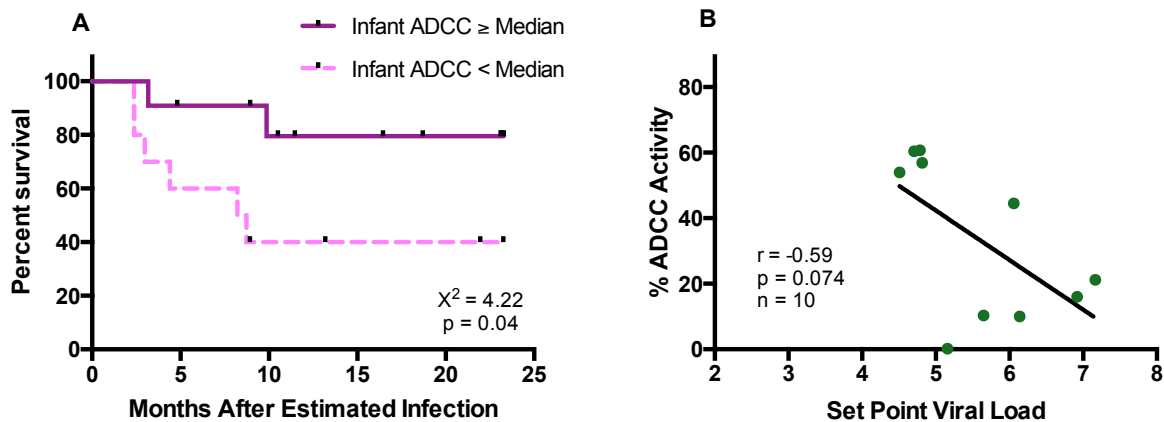 A
Infant ADCC ≥ Median
Infant ADCC < Median
Percent survival
100
80
60
40
20
0
X² = 4.22
p = 0.04
0 5 10 15 20 25
Months After Estimated Infection
B
% ADCC Activity
80
60
40
20
0
r = -0.59
p = 0.074
n = 10
2 3 4 5 6 7 8
Set Point Viral Load